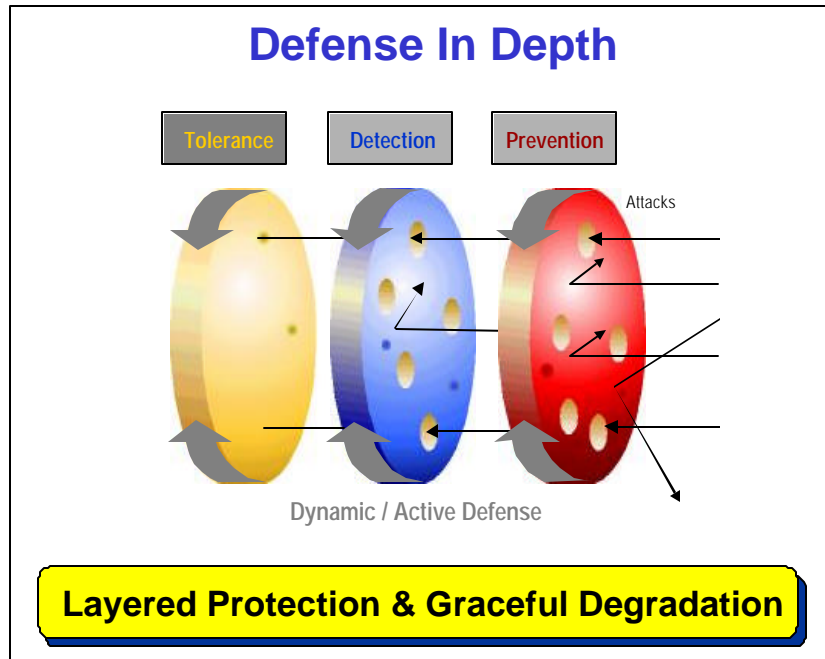 Defense In Depth
Tolerance
Detection
Prevention
Attacks
Dynamic / Active Defense
Layered Protection & Graceful Degradation